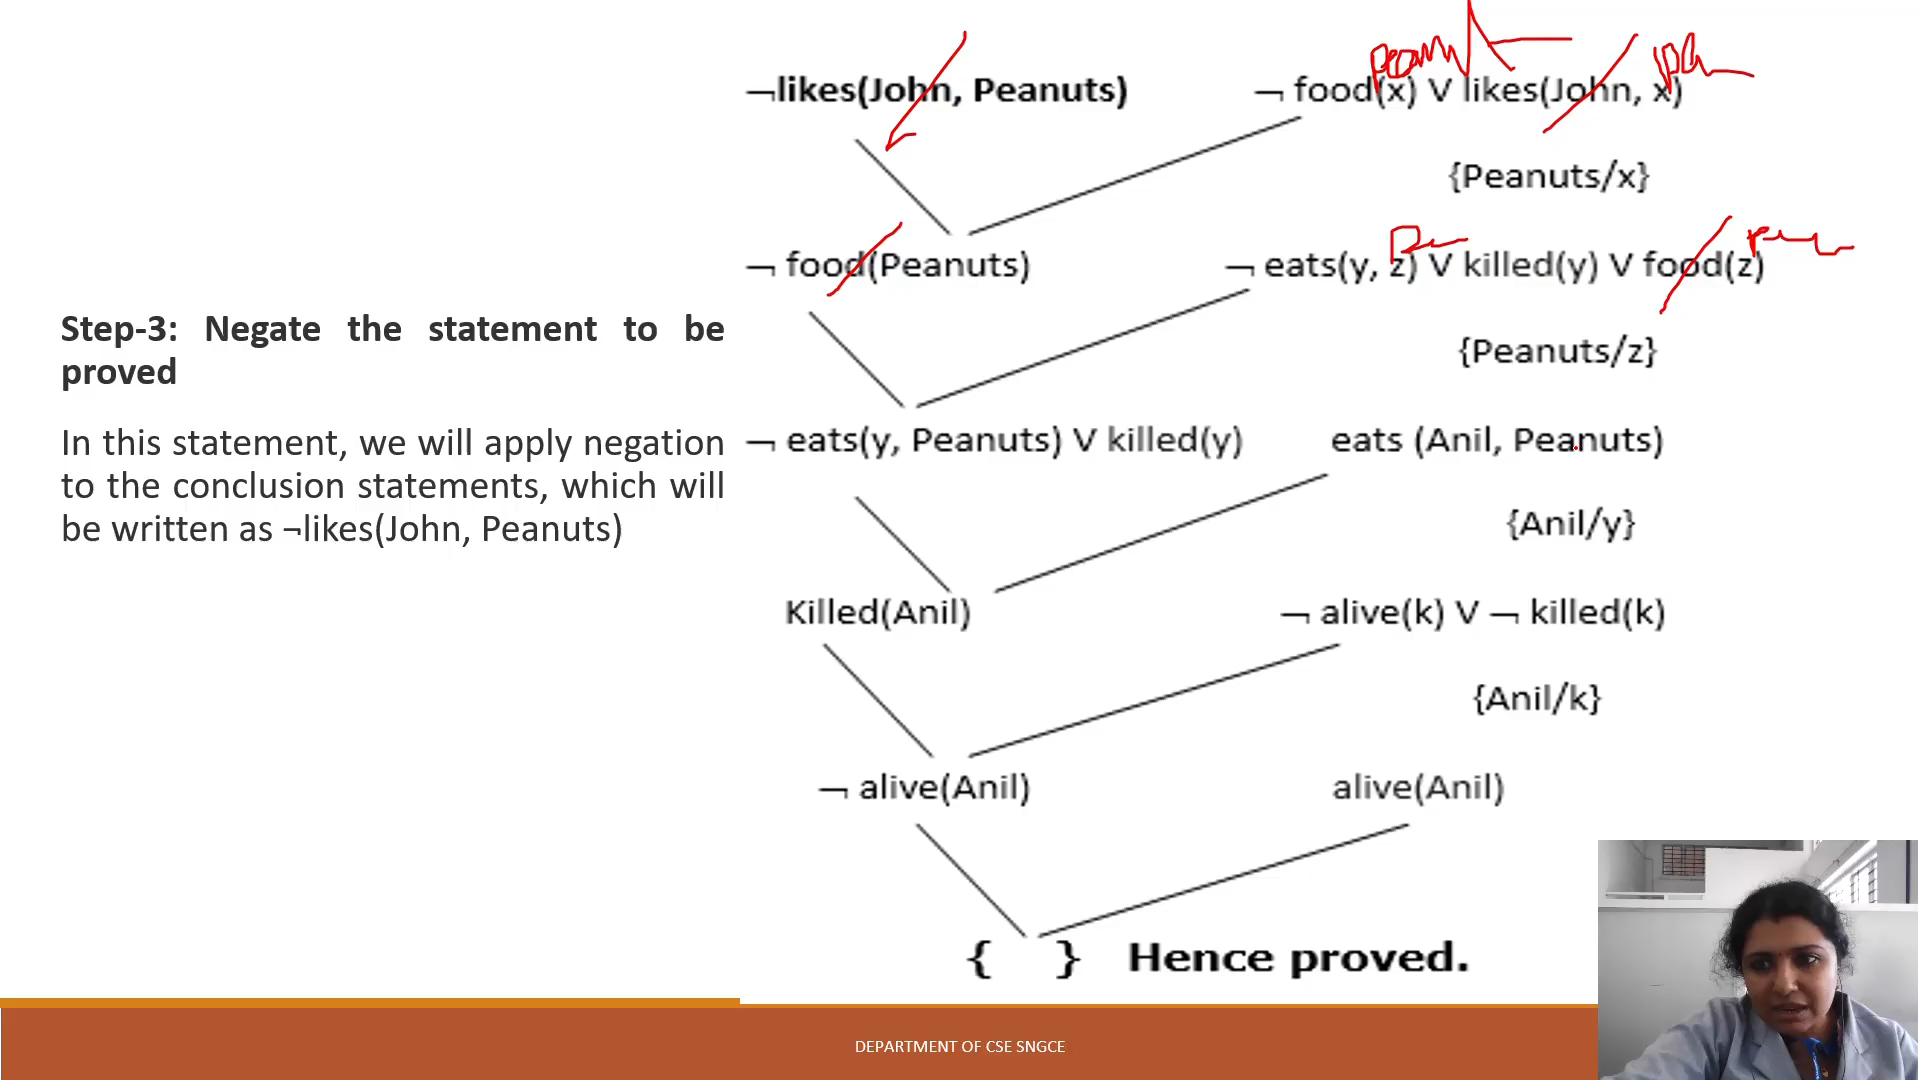 ¬likes(John, Peanuts) ¬ food(x) V likes(John, x)
{Peanuts/x}
¬ food(Peanuts) ¬ eats(y, z) V killed(y) V food(z)
{Peanuts/z}
Step-3: Negate the statement to be
proved
In this statement, we will apply negation
to the conclusion statements, which will
be written as ¬likes(John, Peanuts)
¬ eats(y, Peanuts) V killed(y) eats (Anil, Peanuts)
{Anil/y}
Killed(Anil) ¬ alive(k) V ¬ killed(k)
{Anil/k}
¬ alive(Anil) alive(Anil)
{ } Hence proved.
DEPARTMENT OF CSE SNGCE